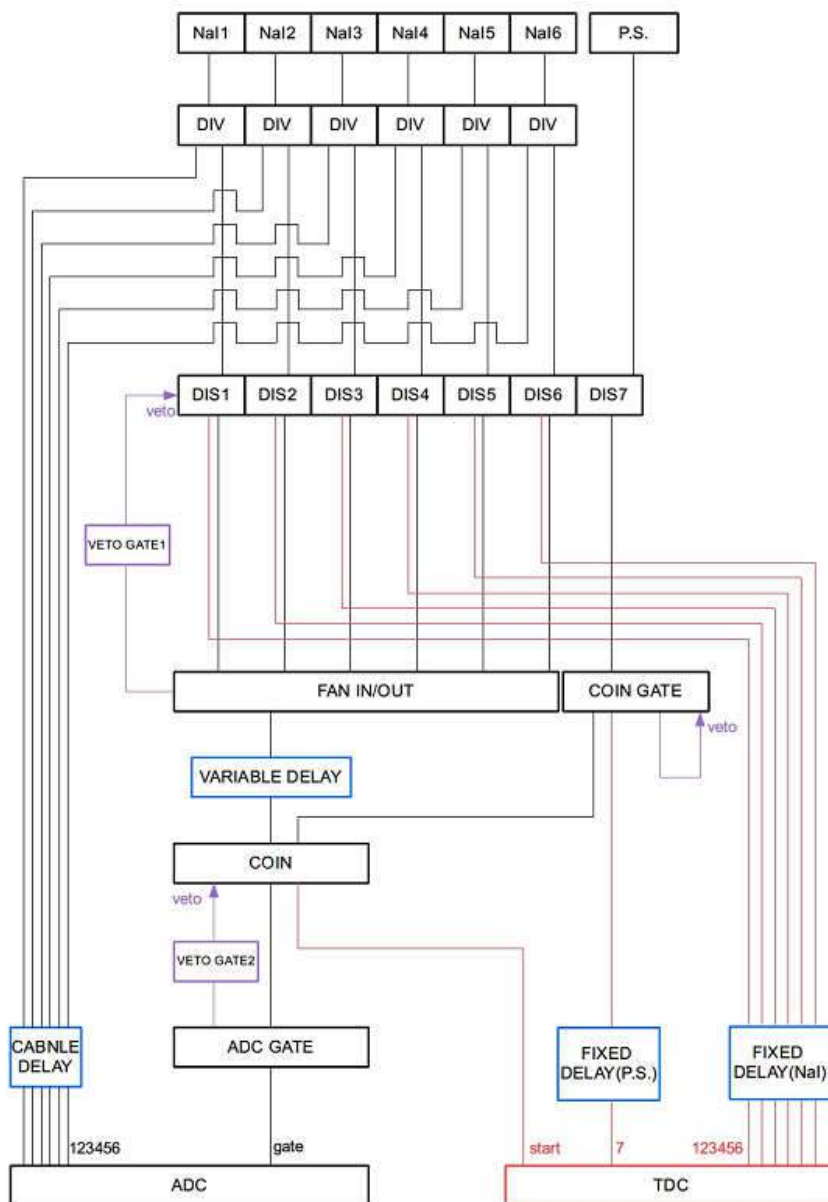 NaI1 NaI2 NaI3 NaI4 NaI5 NaI6 P.S.
DIV DIV DIV DIV DIV DIV
DIS1 DIS2 DIS3 DIS4 DIS5 DIS6 DIS7
veto
VETO GATE1
FAN IN/OUT COIN GATE
veto
VARIABLE DELAY
COIN
veto
VETO GATE2
CABNLE
DELAY
ADC GATE
FIXED
DELAY(P.S.)
FIXED
DELAY(NaI)
123456 gate start 7 123456
ADC TDC